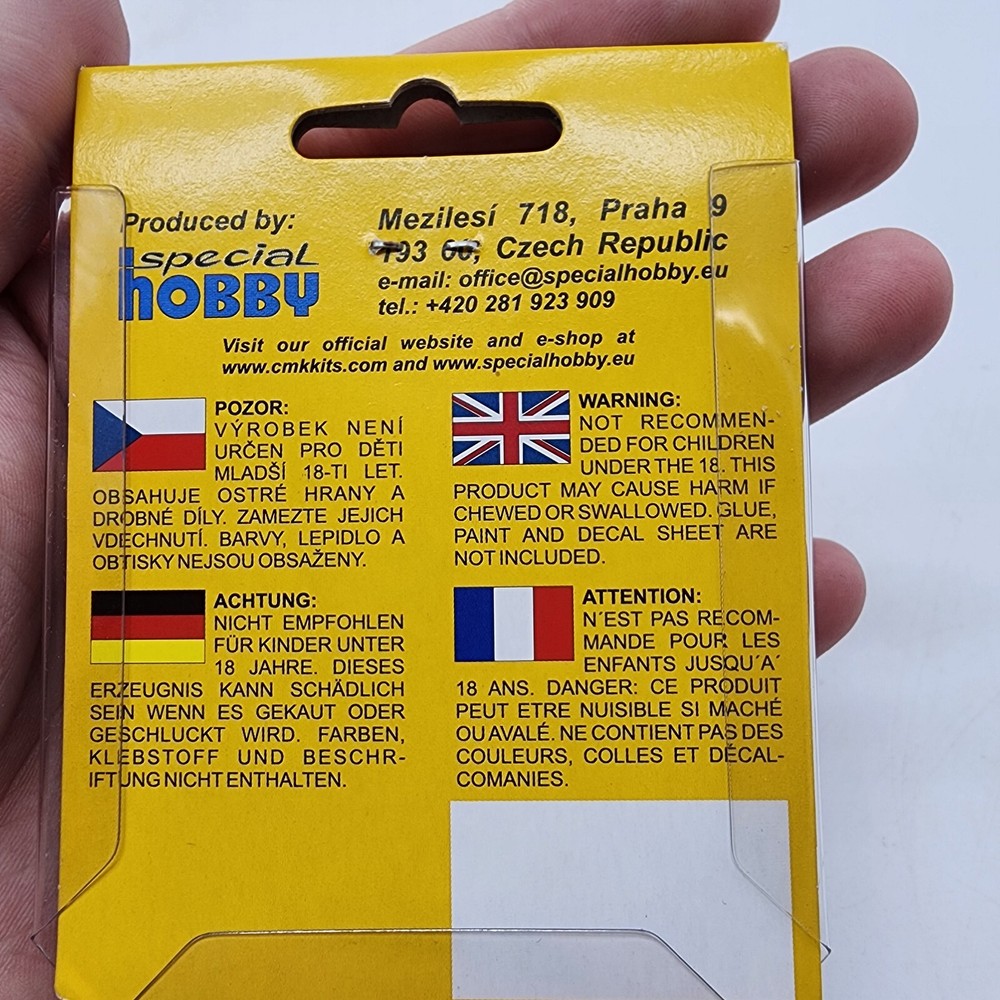 Produced by:
special
HOBBY
Mezilesí 718, Praha 9
193 00, Czech Republic
e-mail: office@specialhobby.eu
tel.: +420 281 923 909
Visit our official website and e-shop at
www.cmkkits.com and www.specialhobby.eu
POZOR:
VÝROBEK NENÍ
URČEN PRO DĚTI
MLADŠÍ 18-TI LET.
OBSAHUJE OSTRÉ HRANY A
DROBNÉ DÍLY. ZAMEZTE JEJICH
VDECHNUTÍ. BARVY, LEPIDLO A
OBTISKY NEJSOU OBSAŽENY.
WARNING:
NOT RECOMMEN-
DED FOR CHILDREN
UNDER THE 18. THIS
PRODUCT MAY CAUSE HARM IF
CHEWED OR SWALLOWED. GLUE,
PAINT AND DECAL SHEET ARE
NOT INCLUDED.
ACHTUNG:
NICHT EMPFOHLEN
FÜR KINDER UNTER
18 JAHRE. DIESES
ERZEUGNIS KANN SCHÄDLICH
SEIN WENN ES GEKAUT ODER
GESCHLUCKT WIRD. FARBEN,
KLEBSTOFF UND BESCHR-
IFTUNG NICHT ENTHALTEN.
ATTENTION:
N´EST PAS RECOM-
MANDE POUR LES
ENFANTS JUSQU´A´
18 ANS. DANGER: CE PRODUIT
PEUT ETRE NUISIBLE SI MACHÉ
OU AVALÉ. NE CONTIENT PAS DES
COULEURS, COLLES ET DÉCAL-
COMANIES.